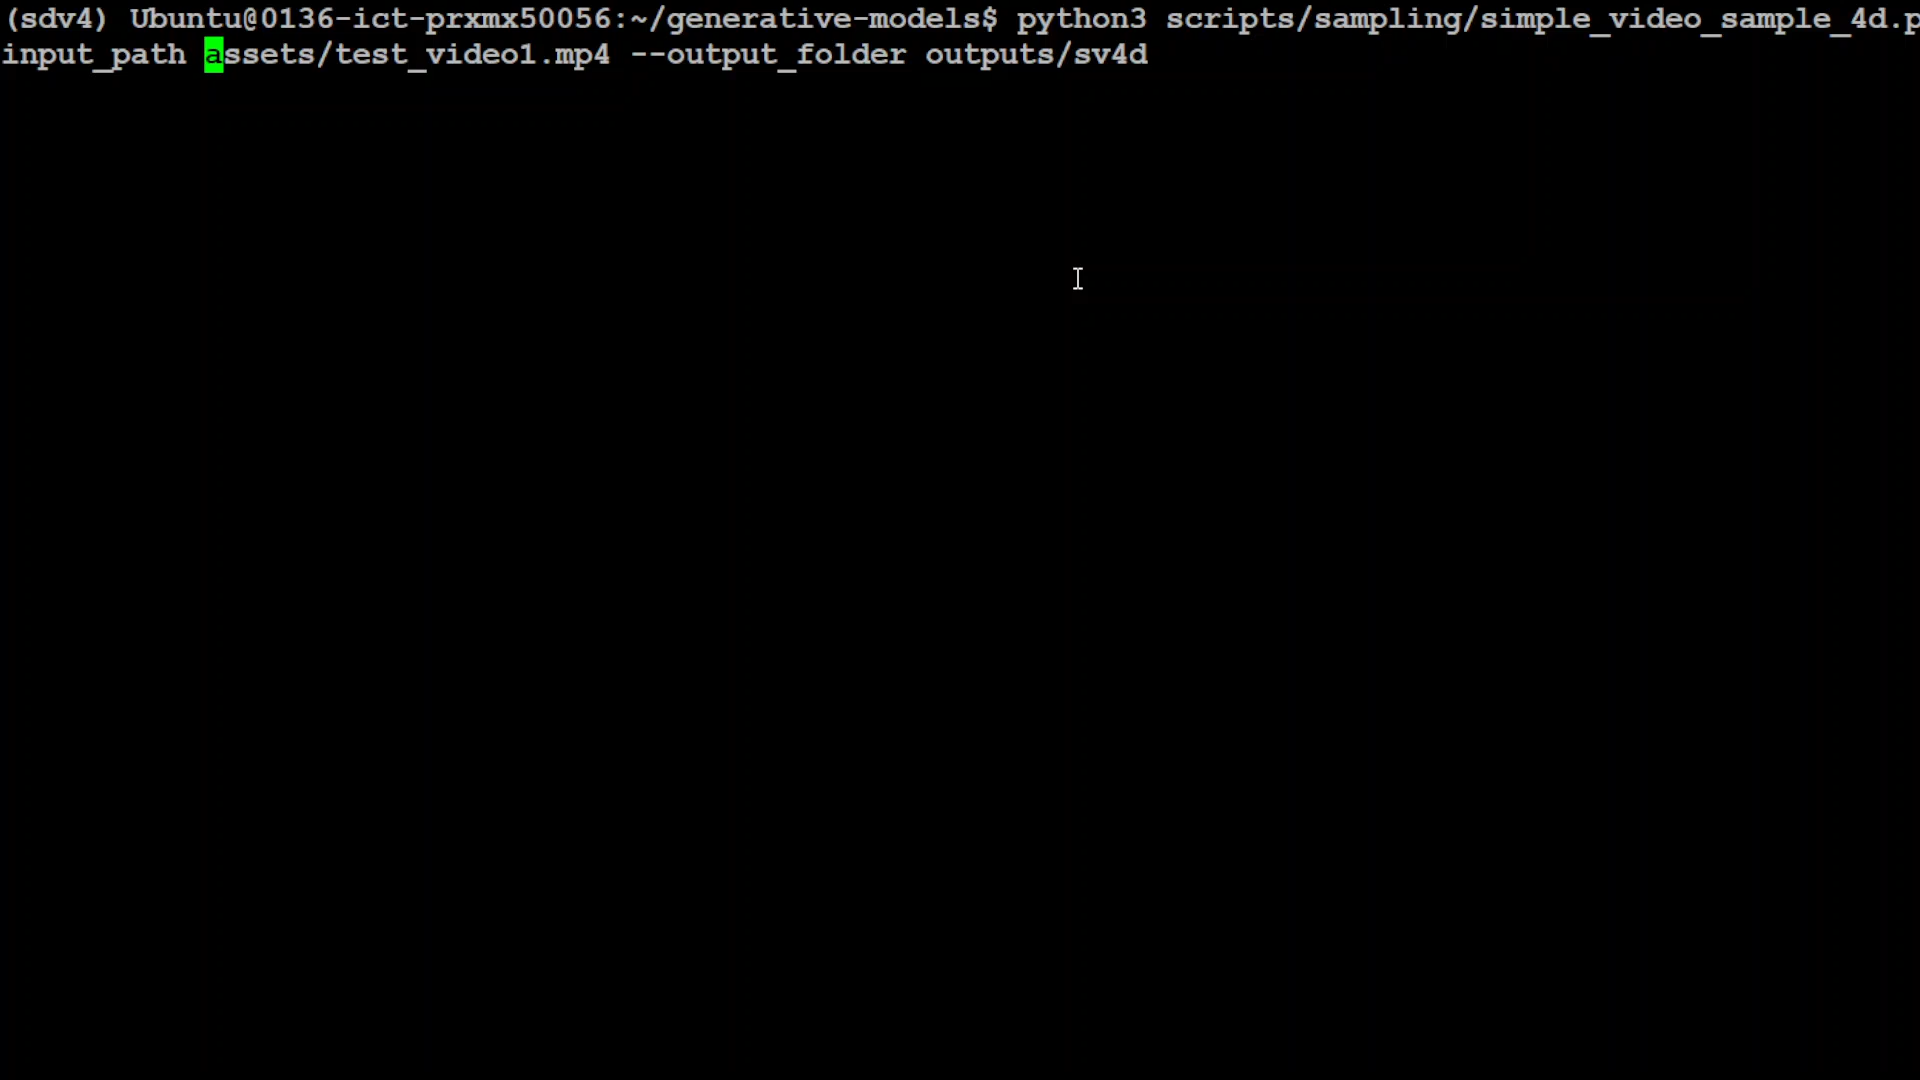 (sdv4) Ubuntu@0136-ict-prxmx50056:~/generative-models$ python3 scripts/sampling/simple_video_sample_4d.p
input_path assets/test_video1.mp4 --output_folder outputs/sv4d